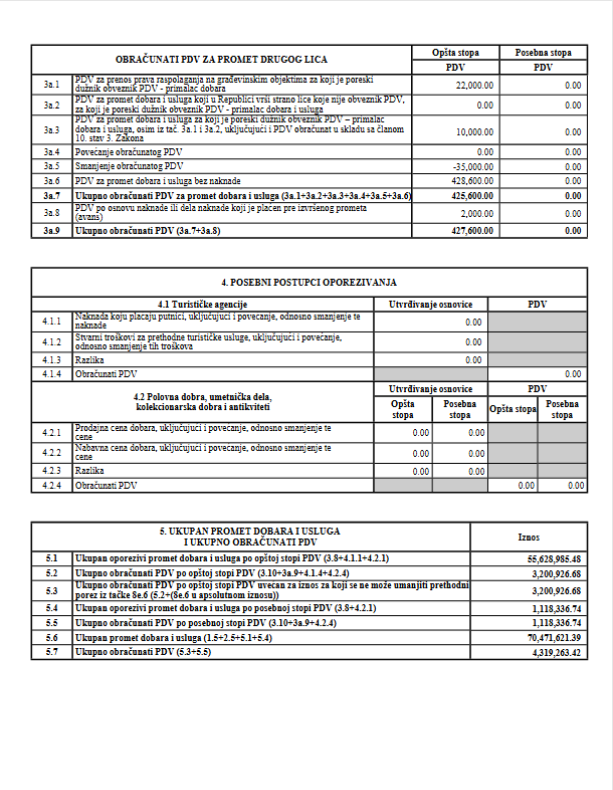 OBRAČUNATI PDV ZA PROMET DRUGOG LICA
Opšta stopa
Posebna stopa
PDV
PDV
3a.1
PDV za prenos prava raspolaganja na građevinskim objektima za koji je poreski
dužnik obveznik PDV - primalac dobara
22,000.00
0.00
3a.2
PDV za promet dobara i usluga koji u Republici vrši strano lice koje nije obveznik PDV,
za koji je poreski dužnik obveznik PDV - primalac dobara i usluga
0.00
0.00
3a.3
PDV za promet dobara i usluga za koji je poreski dužnik obveznik PDV – primalac
dobara i usluga, osim iz tač. 3a.1 i 3a.2, uključujući i PDV obračunat u skladu sa članom
10. stav 3. Zakona
10,000.00
0.00
3a.4
Povećanje obračunatog PDV
0.00
0.00
3a.5
Smanjenje obračunatog PDV
-35,000.00
0.00
3a.6
PDV za promet dobara i usluga bez naknade
428,600.00
0.00
3a.7
Ukupno obračunati PDV za promet dobara i usluga (3a.1+3a.2+3a.3+3a.4+3a.5+3a.6)
425,600.00
0.00
3a.8
PDV po osnovu naknade ili dela naknade koji je plaćen pre izvršenog prometa
(avans)
2,000.00
0.00
3a.9
Ukupno obračunati PDV (3a.7+3a.8)
427,600.00
0.00
4. POSEBNI POSTUPCI OPOREZIVANJA
4.1 Turističke agencije
Utvrđivanje osnovice
PDV
4.1.1
Naknada koju plaćaju putnici, uključujući i povećanje, odnosno smanjenje te
naknade
0.00
4.1.2
Stvarni troškovi za prethodne turističke usluge, uključujući i povećanje,
odnosno smanjenje tih troškova
0.00
4.1.3
Razlika
0.00
4.1.4
Obračunati PDV
0.00
4.2 Polovna dobra, umetnička dela,
kolekcionarska dobra i antikviteti
Utvrđivanje osnovice
PDV
Opšta
stopa
Posebna
stopa
Opšta stopa
Posebna
stopa
4.2.1
Prodajna cena dobara, uključujući i povećanje, odnosno smanjenje te
cene
0.00
0.00
4.2.2
Nabavna cena dobara, uključujući i povećanje, odnosno smanjenje te
cene
0.00
0.00
4.2.3
Razlika
0.00
0.00
4.2.4
Obračunati PDV
0.00
0.00
5. UKUPAN PROMET DOBARA I USLUGA
I UKUPNO OBRAČUNATI PDV
Iznos
5.1
Ukupan oporezivi promet dobara i usluga po opštoj stopi PDV (3.8+4.1.1+4.2.1)
55,628,985.48
5.2
Ukupno obračunati PDV po opštoj stopi PDV (3.10+3a.9+4.1.4+4.2.4)
3,200,926.68
5.3
Ukupno obračunati PDV po opštoj stopi PDV uvećan za iznos za koji se ne može umanjiti prethodni
porez iz tačke 8e.6 (5.2+(8e.6 u apsolutnom iznosu))
3,200,926.68
5.4
Ukupan oporezivi promet dobara i usluga po posebnoj stopi PDV (3.8+4.2.1)
1,118,336.74
5.5
Ukupno obračunati PDV po posebnoj stopi PDV (3.10+3a.9+4.2.4)
1,118,336.74
5.6
Ukupan promet dobara i usluga (1.5+2.5+5.1+5.4)
70,471,621.39
5.7
Ukupno obračunati PDV (5.3+5.5)
4,319,263.42